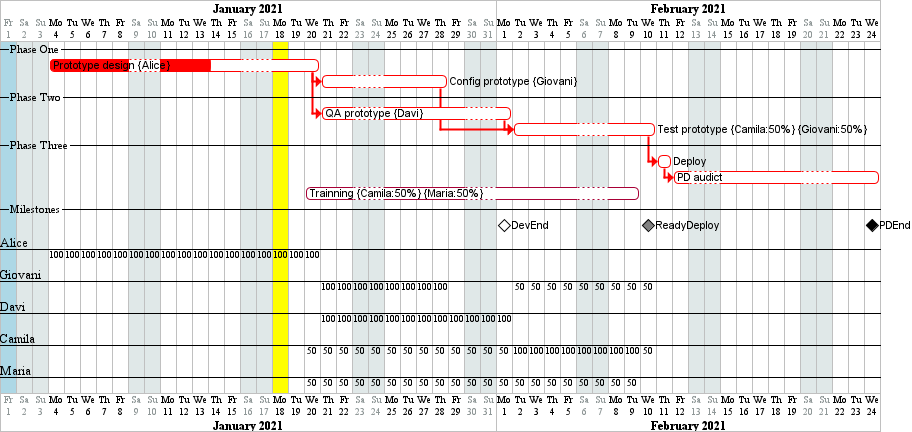 January 2021 February 2021
Fr Sa Su Mo Tu We Th Fr Sa Su Mo Tu We Th Fr Sa Su Mo Tu We Th Fr Sa Su Mo Tu We Th Fr Sa Su Mo Tu We Th Fr Sa Su Mo Tu We Th Fr Sa Su Mo Tu We Th Fr Sa Su Mo Tu We
1 2 3 4 5 6 7 8 9 10 11 12 13 14 15 16 17 18 19 20 21 22 23 24 25 26 27 28 29 30 31 1 2 3 4 5 6 7 8 9 10 11 12 13 14 15 16 17 18 19 20 21 22 23 24
Phase One
Prototype design {Alice}
Config prototype {Giovani}
Phase Two
QA prototype {Davi}
Test prototype {Camila:50%} {Giovani:50%}
Phase Three
Deploy
PD audict
Trainning {Camila:50%} {Maria:50%}
Milestones
DevEnd ReadyDeploy PDEnd
Alice
100 100 100 100 100 100 100 100 100 100 100 100 100 100 100 100 100
Giovani
100 100 100 100 100 100 100 100 50 50 50 50 50 50 50 50 50
Davi
100 100 100 100 100 100 100 100 100 100 100 100
Camila
50 50 50 50 50 50 50 50 50 50 50 50 50 100 100 100 100 100 100 100 100 50
Maria
50 50 50 50 50 50 50 50 50 50 50 50 50 50 50 50 50 50 50 50 50
Fr Sa Su Mo Tu We Th Fr Sa Su Mo Tu We Th Fr Sa Su Mo Tu We Th Fr Sa Su Mo Tu We Th Fr Sa Su Mo Tu We Th Fr Sa Su Mo Tu We Th Fr Sa Su Mo Tu We Th Fr Sa Su Mo Tu We
1 2 3 4 5 6 7 8 9 10 11 12 13 14 15 16 17 18 19 20 21 22 23 24 25 26 27 28 29 30 31 1 2 3 4 5 6 7 8 9 10 11 12 13 14 15 16 17 18 19 20 21 22 23 24
January 2021 February 2021